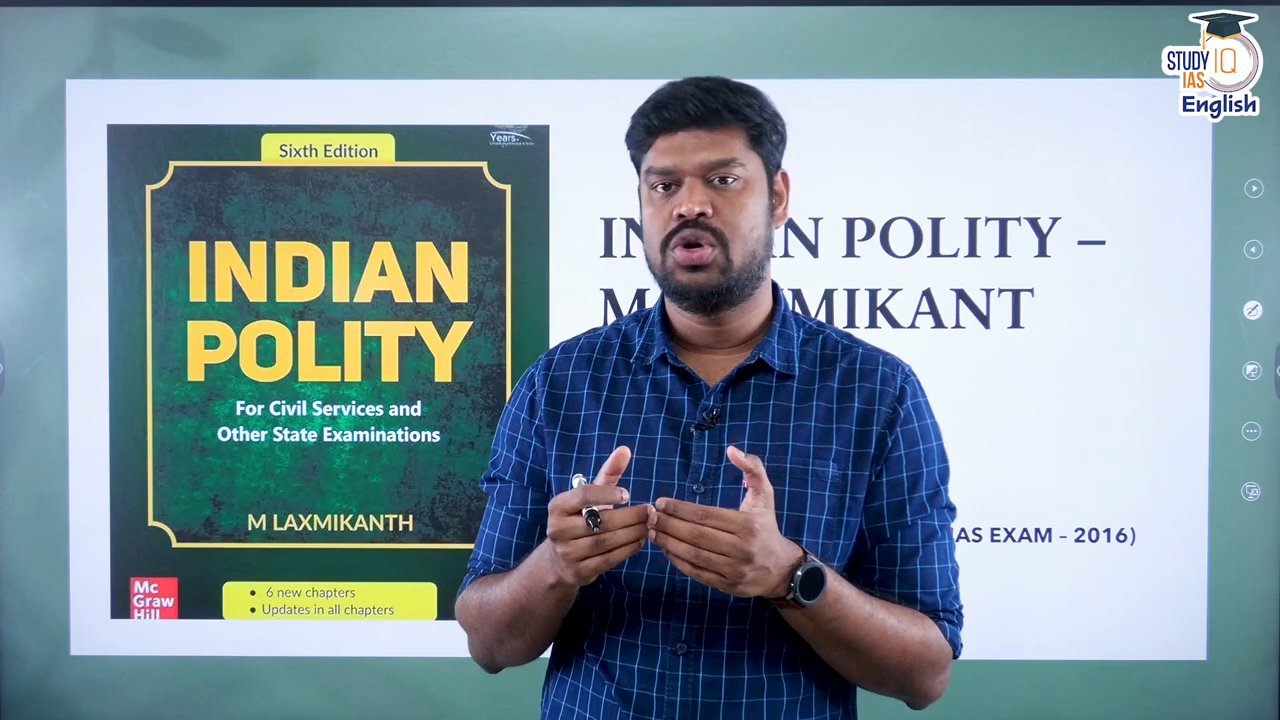 STUDY IQ
IAS
English
Sixth Edition
Years
INDIAN
POLITY
For Civil Services and
Other State Examinations
M LAXMIKANTH
Mc
Graw
Hill
6 new chapters
Updates in all chapters
POLITY –
MIKANT
AS EXAM – 2016)